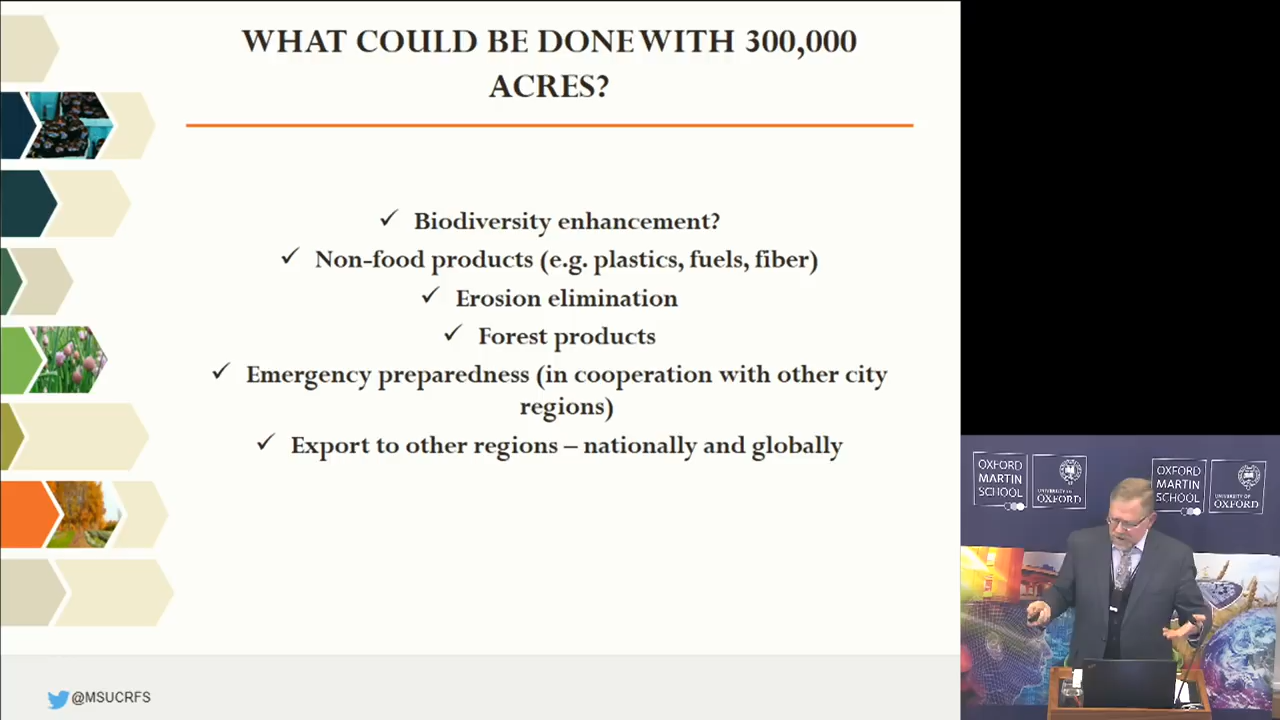 WHAT COULD BE DONE WITH 300,000
ACRES?
✓ Biodiversity enhancement?
✓ Non-food products (e.g. plastics, fuels, fiber)
✓ Erosion elimination
✓ Forest products
✓ Emergency preparedness (in cooperation with other city
regions)
✓ Export to other regions – nationally and globally
@MSUCRFS
OXFORD
MARTIN
SCHOOL
UNIVERSITY OF
OXFORD
OXFORD
MARTIN
SCHOOL
UNIVERSITY OF
OXFORD